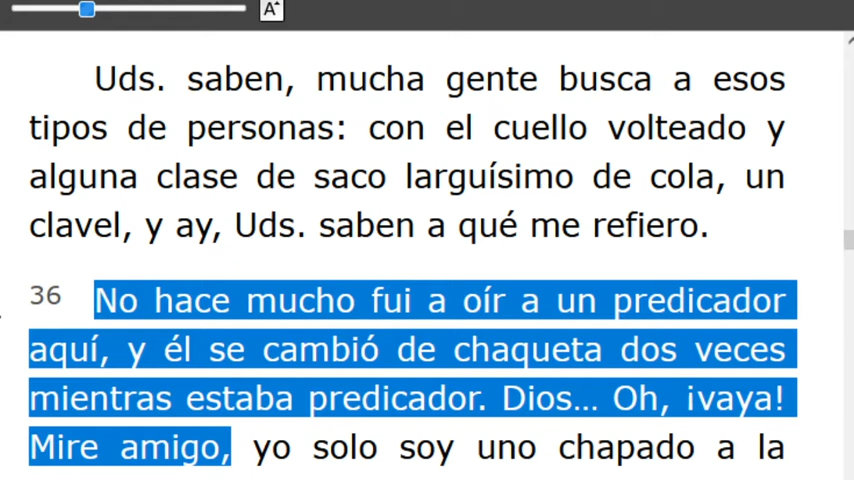 A
Uds. saben, mucha gente busca a esos
tipos de personas: con el cuello volteado y
alguna clase de saco larguísimo de cola, un
clavel, y ay, Uds. saben a qué me refiero.
36 No hace mucho fui a oír a un predicador
aquí, y él se cambió de chaqueta dos veces
mientras estaba predicador. Dios... Oh, ¡vaya!
Mire amigo, yo solo soy uno chapado a la